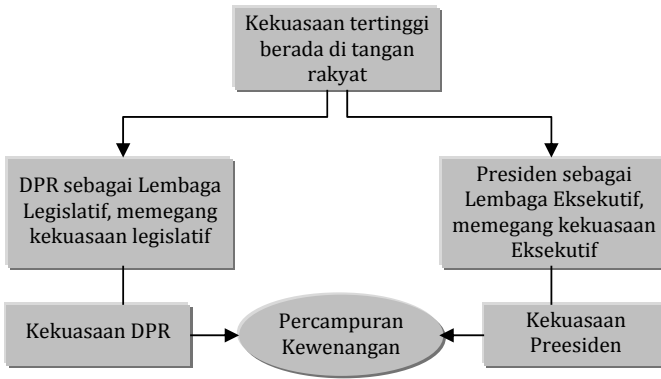 Kekuasaan tertinggi
berada di tangan
rakyat
DPR sebagai Lembaga
Legislatif, memegang
kekuasaan legislatif
Presiden sebagai
Lembaga Eksekutif,
memegang kekuasaan
Eksekutif
Kekuasaan DPR
Percampuran
Kewenangan
Kekuasaan
Preesiden